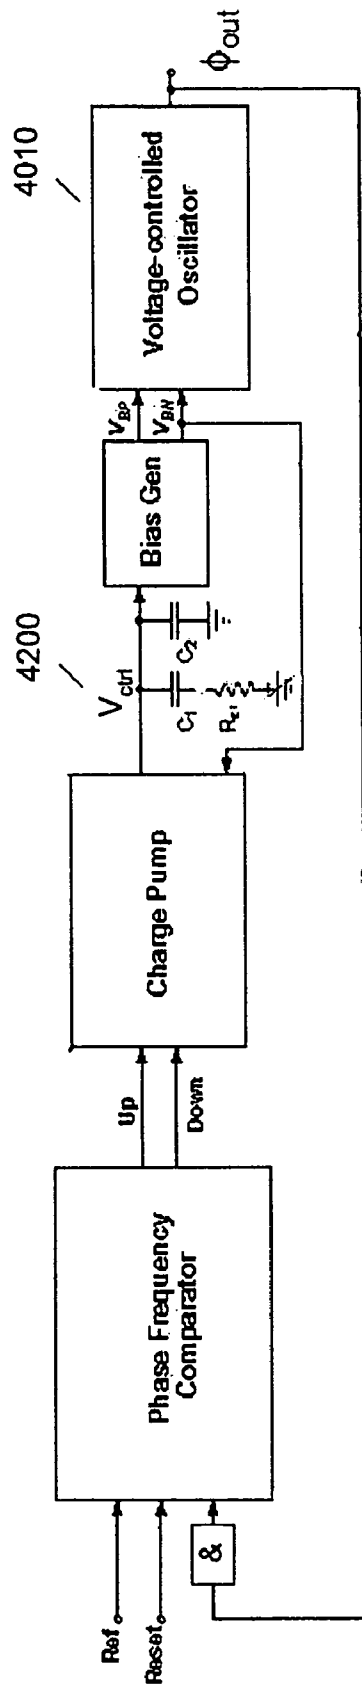 Ref
Reset
&
Phase Frequency
Comparator
Up
Down
Charge Pump
4200
Vctrl
C1
Rz1
C2
Bias Gen
VBP
VBN
4010
Voltage-controlled
Oscillator
Φout